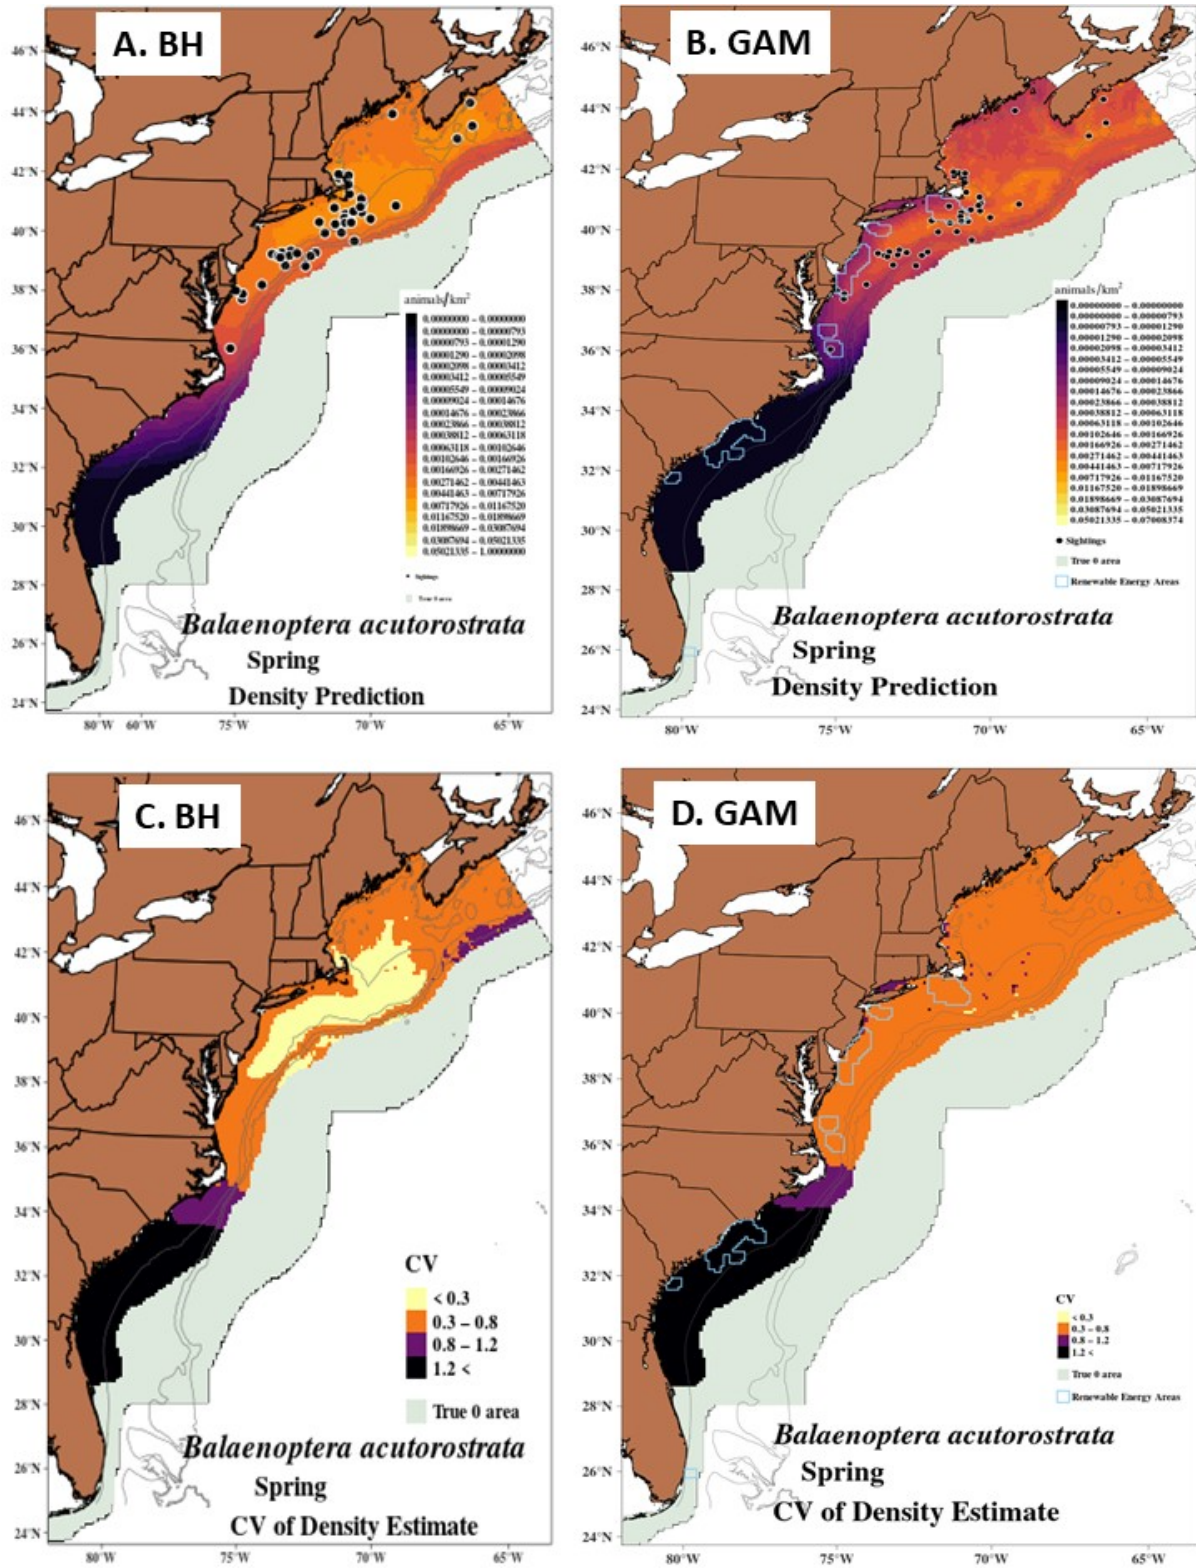 A. BH
46°N
44°N
42°N
40°N
38°N
36°N
34°N
32°N
30°N
28°N
26°N
24°N
80°W 60°W 75°W 70°W 65°W
animals/km²
0.00000000 – 0.00000000
0.00000000 – 0.00000793
0.00000793 – 0.00001290
0.00001290 – 0.00002098
0.00002098 – 0.00003412
0.00003412 – 0.00005549
0.00005549 – 0.00009024
0.00009024 – 0.00014676
0.00014676 – 0.00023866
0.00023866 – 0.00038812
0.00038812 – 0.00063118
0.00063118 – 0.00102646
0.00102646 – 0.00166926
0.00166926 – 0.00271462
0.00271462 – 0.00441463
0.00441463 – 0.00717926
0.00717926 – 0.01167520
0.01167520 – 0.01898669
0.01898669 – 0.03087694
0.03087694 – 0.05021335
0.05021335 – 1.00000000
Sightings
True 0 area
Balaenoptera acutorostrata
Spring
Density Prediction
B. GAM
46°N
44°N
42°N
40°N
38°N
36°N
34°N
32°N
30°N
28°N
26°N
24°N
80°W 75°W 70°W 65°W
animals/km²
0.00000000 – 0.00000000
0.00000000 – 0.00000793
0.00000793 – 0.00001290
0.00001290 – 0.00002098
0.00002098 – 0.00003412
0.00003412 – 0.00005549
0.00005549 – 0.00009024
0.00009024 – 0.00014676
0.00014676 – 0.00023866
0.00023866 – 0.00038812
0.00038812 – 0.00063118
0.00063118 – 0.00102646
0.00102646 – 0.00166926
0.00166926 – 0.00271462
0.00271462 – 0.00441463
0.00441463 – 0.00717926
0.00717926 – 0.01167520
0.01167520 – 0.01898669
0.01898669 – 0.03087694
0.03087694 – 0.05021335
0.05021335 – 0.07008374
Sightings
True 0 area
Renewable Energy Areas
Balaenoptera acutorostrata
Spring
Density Prediction
C. BH
46°N
44°N
42°N
40°N
38°N
36°N
34°N
32°N
30°N
28°N
26°N
24°N
80°W 75°W 70°W 65°W
CV
< 0.3
0.3 – 0.8
0.8 – 1.2
1.2 <
True 0 area
Balaenoptera acutorostrata
Spring
CV of Density Estimate
D. GAM
46°N
44°N
42°N
40°N
38°N
36°N
34°N
32°N
30°N
28°N
26°N
24°N
80°W 75°W 70°W 65°W
CV
< 0.3
0.3 – 0.8
0.8 – 1.2
1.2 <
True 0 area
Renewable Energy Areas
Balaenoptera acutorostrata
Spring
CV of Density Estimate